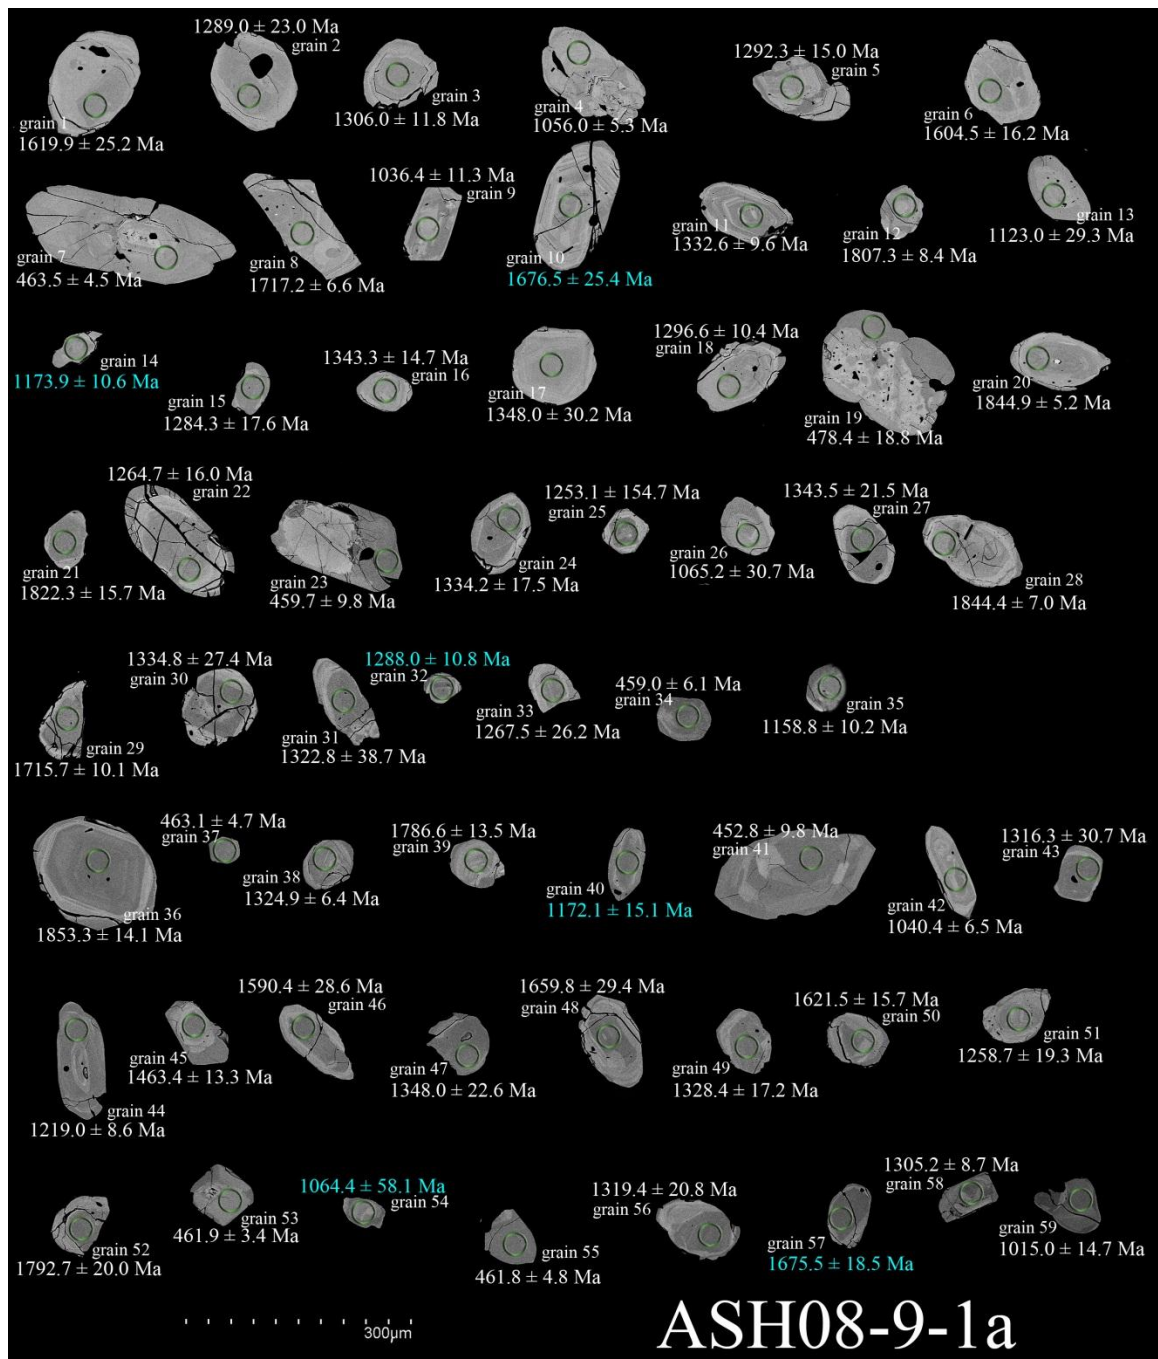 1289.0 ± 23.0 Ma
grain 2
grain 1
1619.9 ± 25.2 Ma
grain 3
1306.0 ± 11.8 Ma
grain 4
1056.0 ± 5.3 Ma
1292.3 ± 15.0 Ma
grain 5
grain 6
1604.5 ± 16.2 Ma
grain 7
463.5 ± 4.5 Ma
grain 8
1717.2 ± 6.6 Ma
1036.4 ± 11.3 Ma
grain 9
grain 10
1676.5 ± 25.4 Ma
grain 11
1332.6 ± 9.6 Ma
grain 12
1807.3 ± 8.4 Ma
grain 13
1123.0 ± 29.3 Ma
grain 14
1173.9 ± 10.6 Ma
grain 15
1284.3 ± 17.6 Ma
1343.3 ± 14.7 Ma
grain 16
grain 17
1348.0 ± 30.2 Ma
1296.6 ± 10.4 Ma
grain 18
grain 19
478.4 ± 18.8 Ma
grain 20
1844.9 ± 5.2 Ma
grain 21
1822.3 ± 15.7 Ma
1264.7 ± 16.0 Ma
grain 22
grain 23
459.7 ± 9.8 Ma
grain 24
1334.2 ± 17.5 Ma
1253.1 ± 154.7 Ma
grain 25
grain 26
1065.2 ± 30.7 Ma
1343.5 ± 21.5 Ma
grain 27
grain 28
1844.4 ± 7.0 Ma
grain 29
1715.7 ± 10.1 Ma
1334.8 ± 27.4 Ma
grain 30
grain 31
1322.8 ± 38.7 Ma
1288.0 ± 10.8 Ma
grain 32
grain 33
1267.5 ± 26.2 Ma
459.0 ± 6.1 Ma
grain 34
grain 35
1158.8 ± 10.2 Ma
grain 36
1853.3 ± 14.1 Ma
463.1 ± 4.7 Ma
grain 37
grain 38
1324.9 ± 6.4 Ma
1786.6 ± 13.5 Ma
grain 39
grain 40
1172.1 ± 15.1 Ma
452.8 ± 9.8 Ma
grain 41
grain 42
1040.4 ± 6.5 Ma
1316.3 ± 30.7 Ma
grain 43
grain 44
1219.0 ± 8.6 Ma
grain 45
1463.4 ± 13.3 Ma
1590.4 ± 28.6 Ma
grain 46
grain 47
1348.0 ± 22.6 Ma
1659.8 ± 29.4 Ma
grain 48
grain 49
1328.4 ± 17.2 Ma
1621.5 ± 15.7 Ma
grain 50
grain 51
1258.7 ± 19.3 Ma
grain 52
1792.7 ± 20.0 Ma
grain 53
461.9 ± 3.4 Ma
1064.4 ± 58.1 Ma
grain 54
grain 55
461.8 ± 4.8 Ma
1319.4 ± 20.8 Ma
grain 56
grain 57
1675.5 ± 18.5 Ma
1305.2 ± 8.7 Ma
grain 58
grain 59
1015.0 ± 14.7 Ma
300µm
ASH08-9-1a